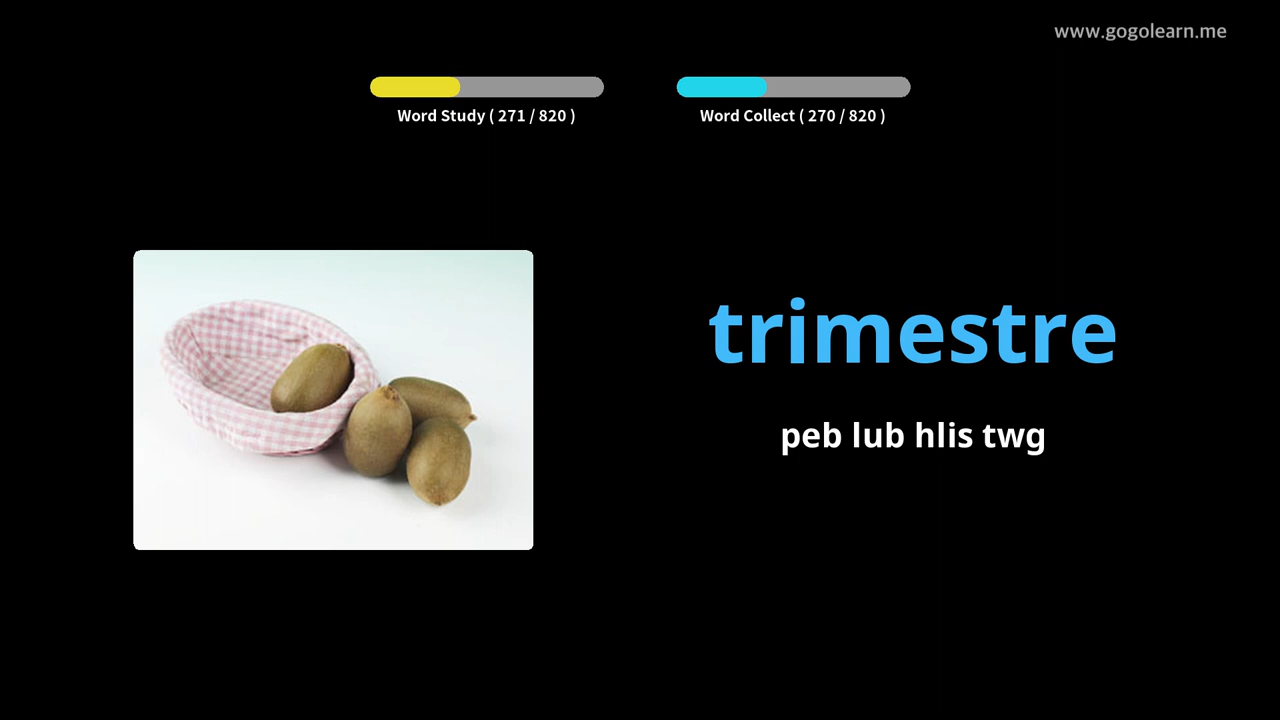 www.gogolearn.me
Word Study ( 271 / 820 )
Word Collect ( 270 / 820 )
trimestre
peb lub hlis twg